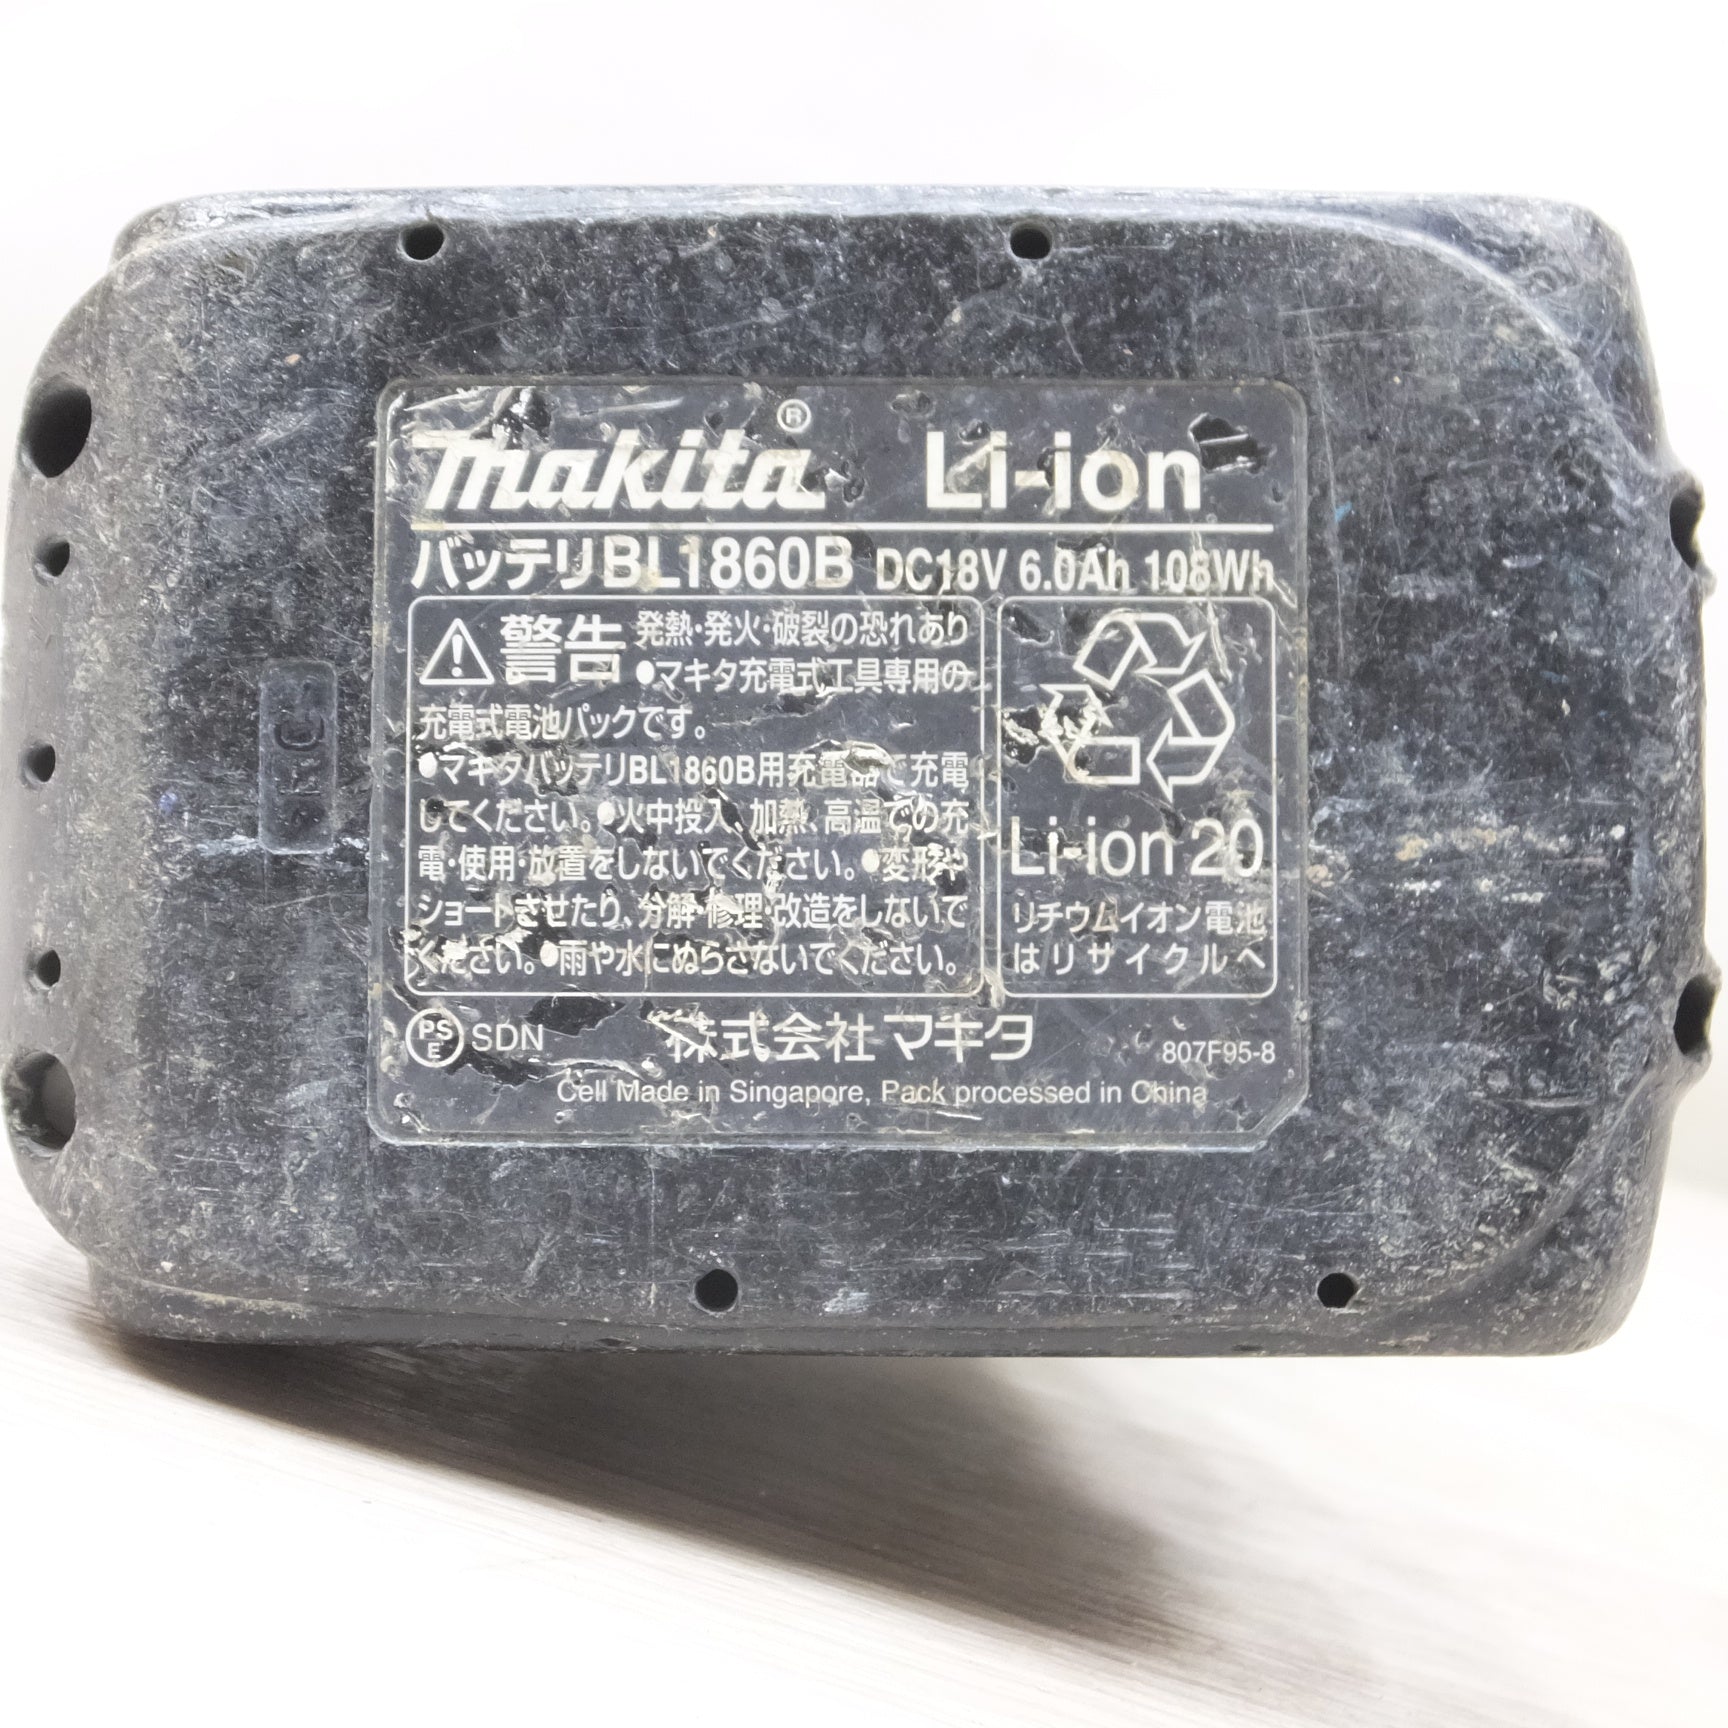 makita® Li-ion
バッテリBL1860B DC18V 6.0Ah 108Wh
警告 発熱・発火・破裂の恐れあり
●マキタ充電式工具専用の
充電式電池パックです。
●マキタバッテリBL1860B用充電器で充電
してください。●火中投入、加熱、高温での充
電・使用・放置をしないでください。●変形や
ショートさせたり、分解・修理・改造をしないで
ください。●雨や水にぬらさないでください。
Li-ion 20
リチウムイオン電池
はリサイクルへ
PSE SDN 株式会社マキタ 807F95-8
Cell Made in Singapore, Pack processed in China